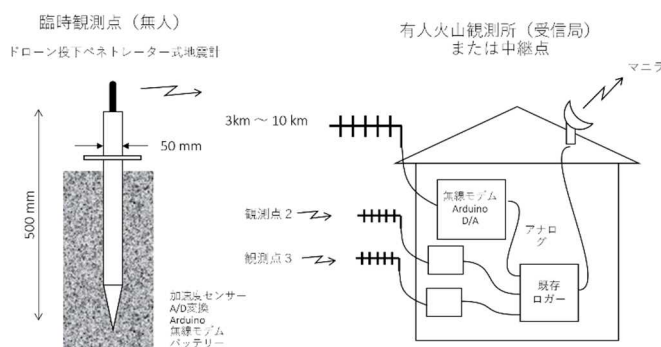 臨時観測点（無人）
ドローン投下ペネトレーター式地震計
500 mm
50 mm
加速度センサー
A/D変換
Arduino
無線モデム
バッテリー
有人火山観測所（受信局）
または中継点
マニラ
3km ～ 10 km
観測点２
観測点３
無線モデム
Arduino
D/A
アナロ
グ
既存
ロガー